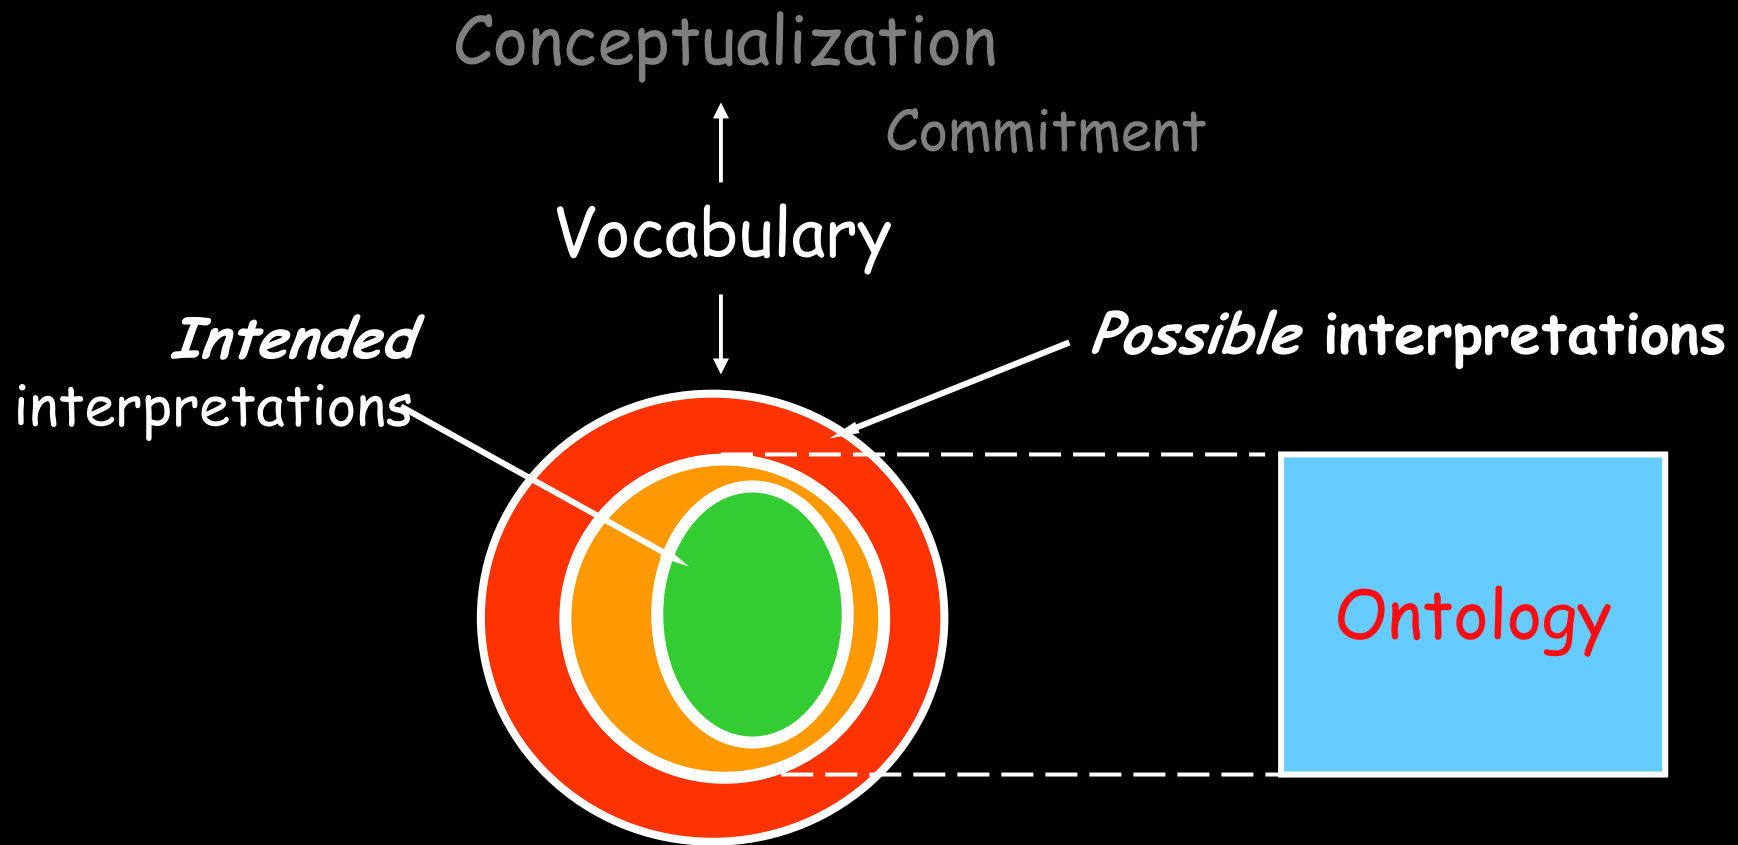 Conceptualization
Commitment
Vocabulary
Intended
interpretations
Possible interpretations
Ontology